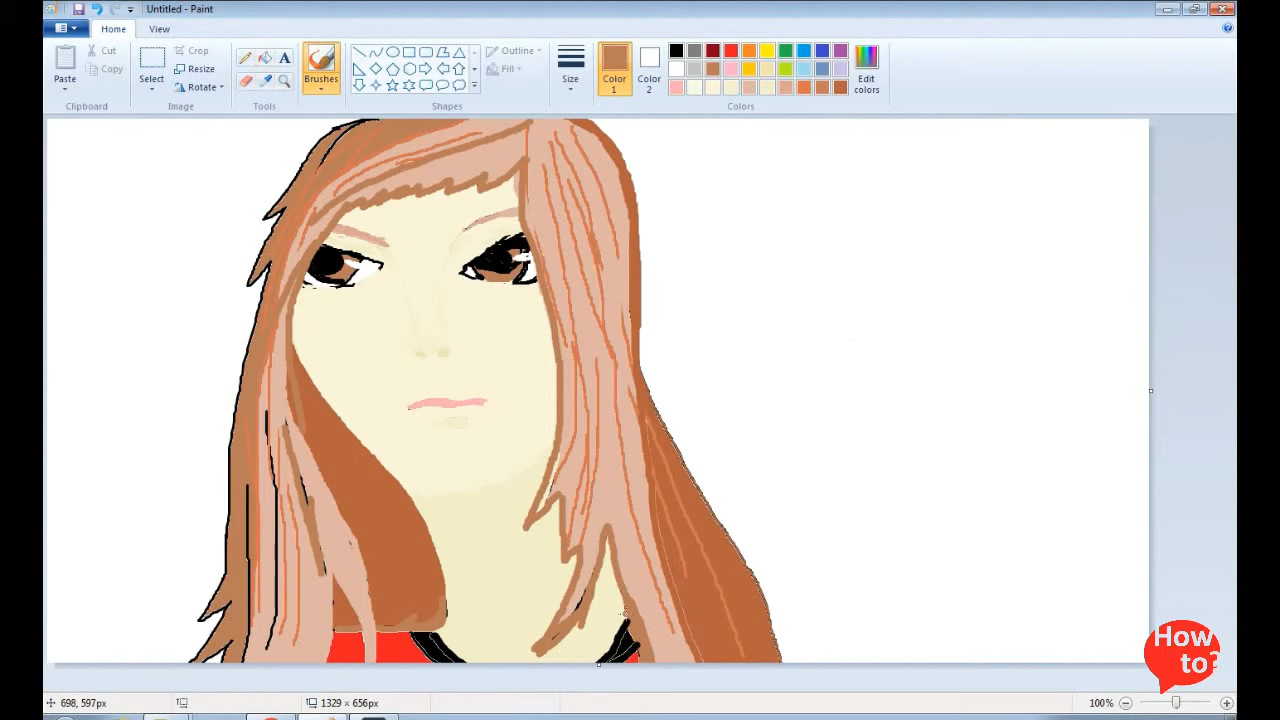 Untitled - Paint
Home View
Paste
Cut
Copy
Clipboard
Select
Crop
Resize
Rotate
Image
A
Tools
Brushes
Outline
Fill
Shapes
Size
Color
1
Color
2
Edit
colors
Colors
698, 597px
1329 × 656px
100%
How
to?